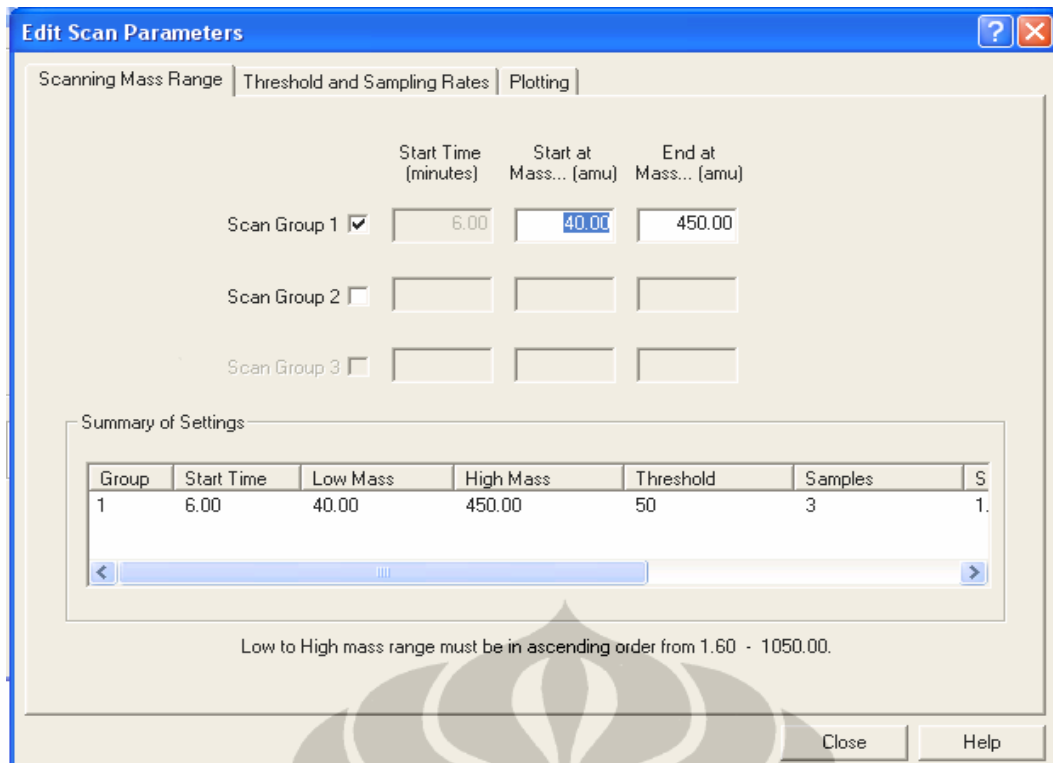 Edit Scan Parameters
Scanning Mass Range Threshold and Sampling Rates Plotting
Start Time Start at End at
(minutes) Mass... (amu) Mass... (amu)
Scan Group 1 6.00 40.00 450.00
Scan Group 2
Scan Group 3
Summary of Settings
Group Start Time Low Mass High Mass Threshold Samples S
1 6.00 40.00 450.00 50 3 1.
Low to High mass range must be in ascending order from 1.60 - 1050.00.
Close Help